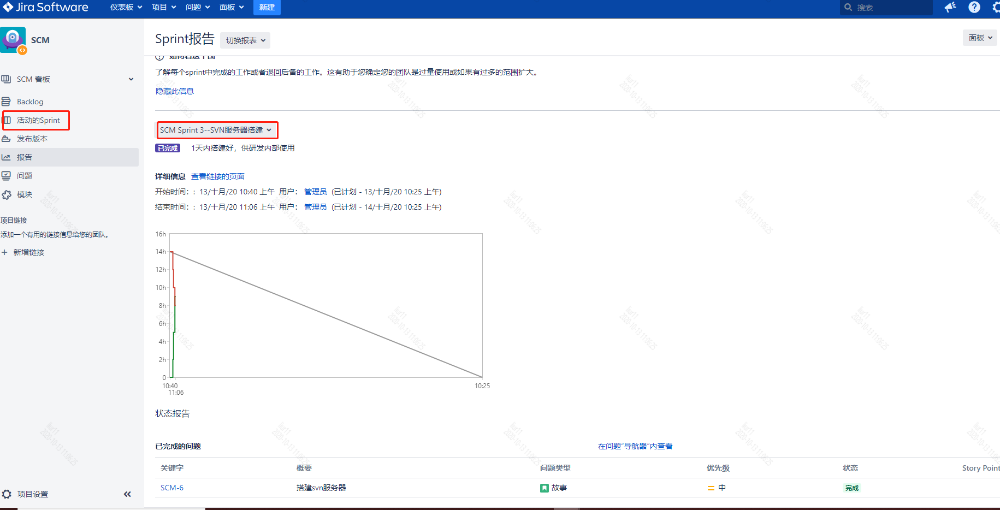 Jira Software 仪表板 项目 问题 面板 新建 搜索
SCM
SCM 看板
Backlog
活动的Sprint
发布版本
报告
问题
模块
项目链接
添加一个有用的链接信息给您的团队。
+ 新增链接
项目设置
Sprint报告 切换报表 面板
如何看这个图
了解每个sprint中完成的工作或者退回后备的工作。这有助于您确定您的团队是过量使用或如果有过多的范围扩大。
隐藏此信息
SCM Sprint 3--SVN服务器搭建
已完成 1天内搭建好，供研发内部使用
详细信息 查看链接的页面
开始时间：: 13/十月/20 10:40 上午 用户： 管理员 (已计划 - 13/十月/20 10:25 上午)
结束时间：: 13/十月/20 11:06 上午 用户： 管理员 (已计划 - 14/十月/20 10:25 上午)
16h
14h
12h
10h
8h
6h
4h
2h
0
10:40 10:25
11:06
状态报告
已完成的问题 在问题“导航器”内查看
关键字 概要 问题类型 优先级 状态 Story Point
SCM-6 搭建svn服务器 故事 中 完成